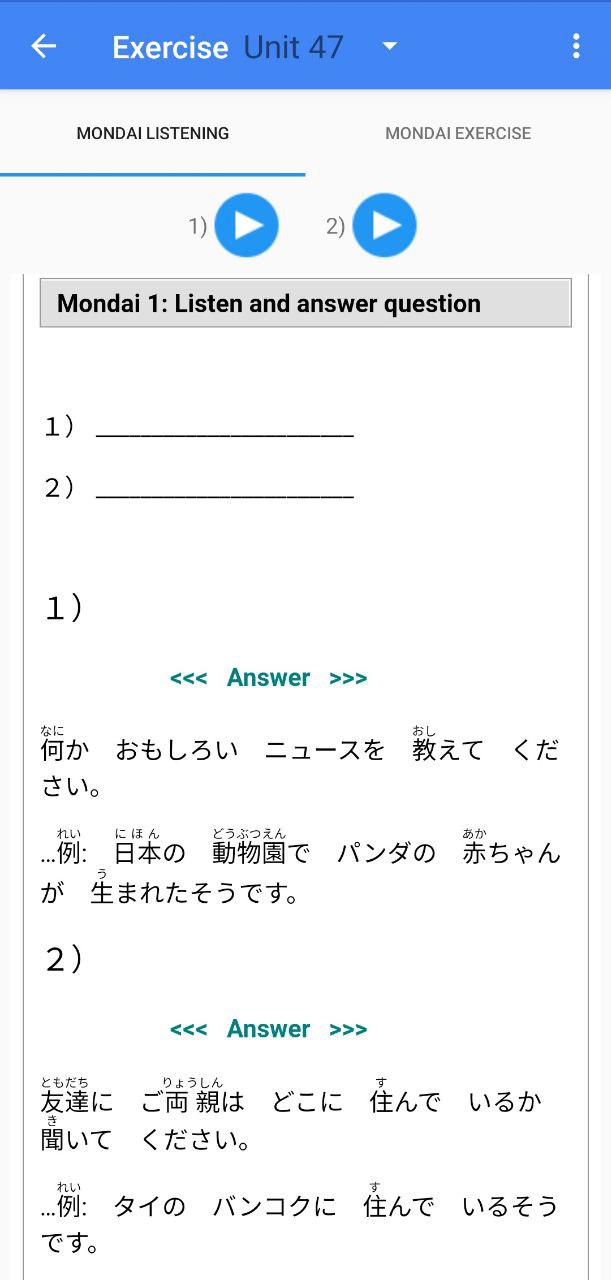 Exercise Unit 47
MONDAI LISTENING MONDAI EXERCISE
1) 2)
Mondai 1: Listen and answer question
1) ____________________
2) ____________________
1)
<<< Answer >>>
なに おし
何か おもしろい ニュースを 教えて くだ
さい。
れい にほん どうぶつえん あか
...例: 日本の 動物園で パンダの 赤ちゃん
う
が 生まれたそうです。
2)
<<< Answer >>>
ともだち りょうしん す
友達に ご両親は どこに 住んで いるか
き
聞いて ください。
れい す
...例: タイの バンコクに 住んで いるそう
です。